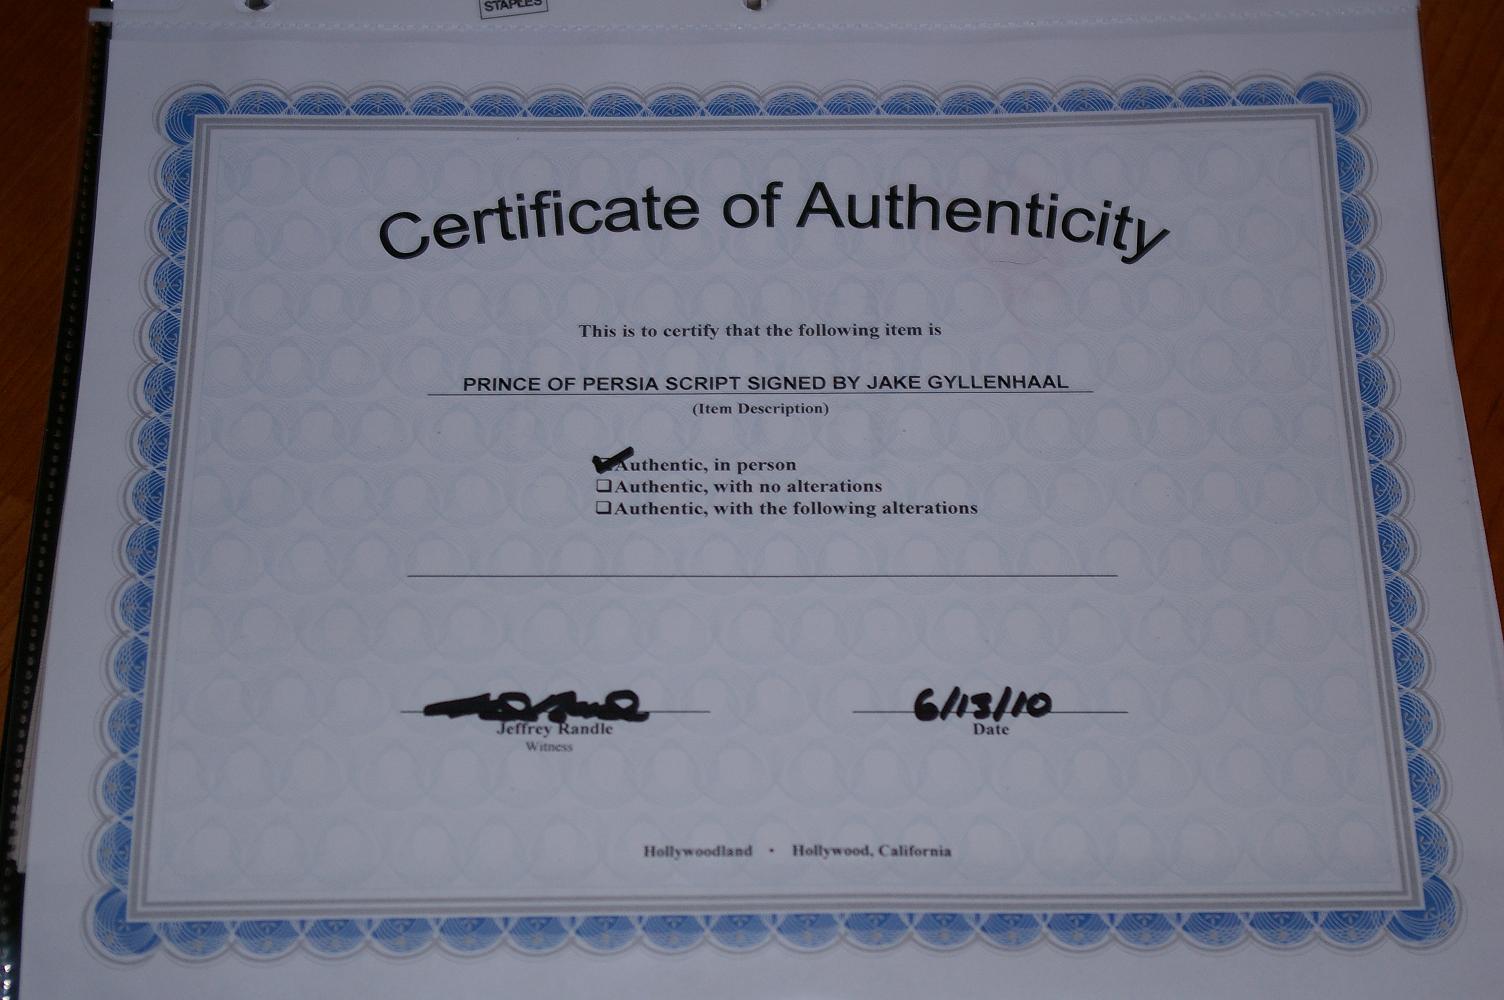 STAPLES
Certificate of Authenticity
This is to certify that the following item is
PRINCE OF PERSIA SCRIPT SIGNED BY JAKE GYLLENHAAL
(Item Description)
Authentic, in person
Authentic, with no alterations
Authentic, with the following alterations
6/13/10
Jeffrey Randle Date
Witness
Hollywoodland • Hollywood, California